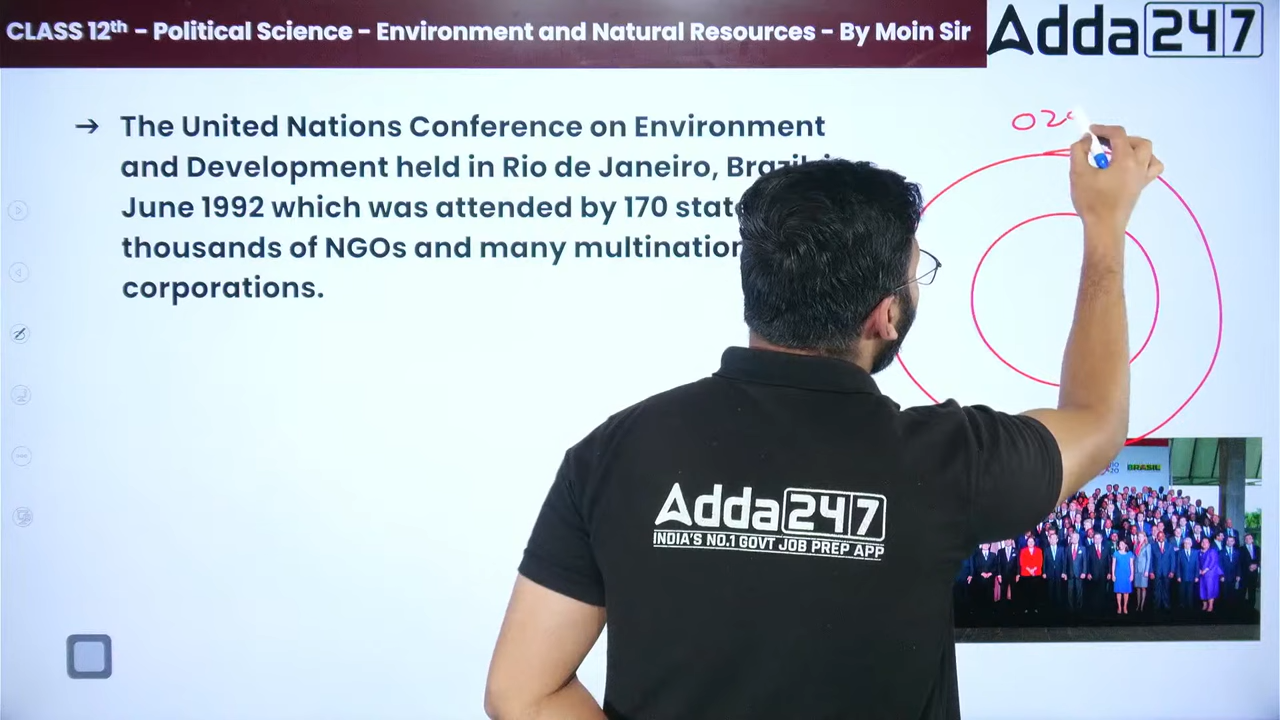 CLASS 12th – Political Science – Environment and Natural Resources – By Moin Sir
Adda247
→ The United Nations Conference on Environment
and Development held in Rio de Janeiro, Brazil, in
June 1992 which was attended by 170
thousands of NGOs and many
corporations.
BRASIL
Adda247
INDIA'S NO.1 GOVT JOB PREP APP